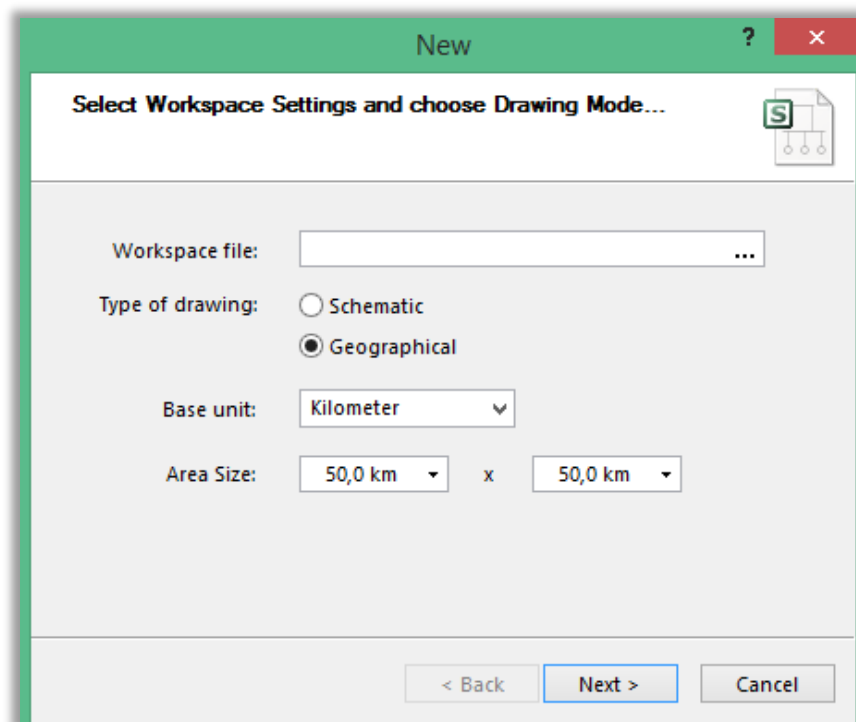 New
?
Select Workspace Settings and choose Drawing Mode...
S
Workspace file:
...
Type of drawing:
Schematic
Geographical
Base unit: Kilometer
Area Size: 50,0 km x 50,0 km
< Back Next > Cancel